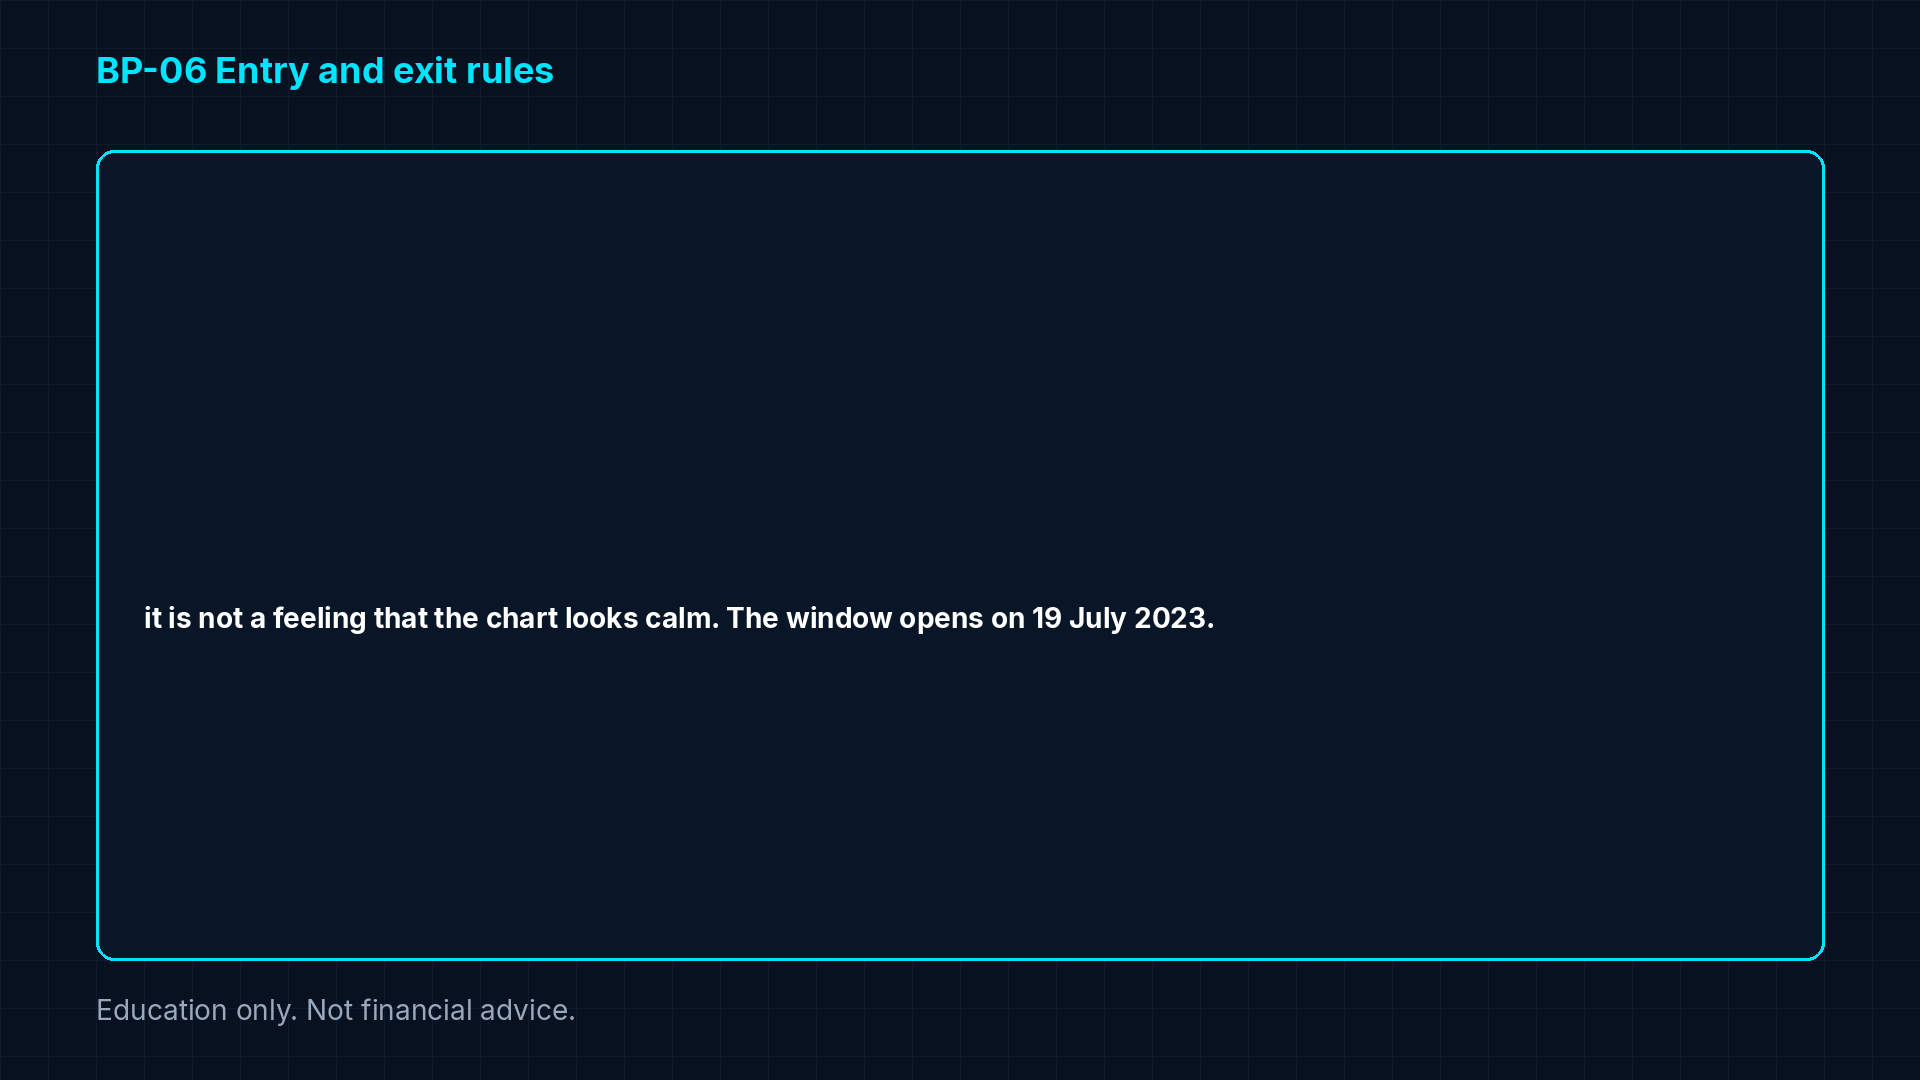 BP-06 Entry and exit rules
it is not a feeling that the chart looks calm. The window opens on 19 July 2023.
Education only. Not financial advice.